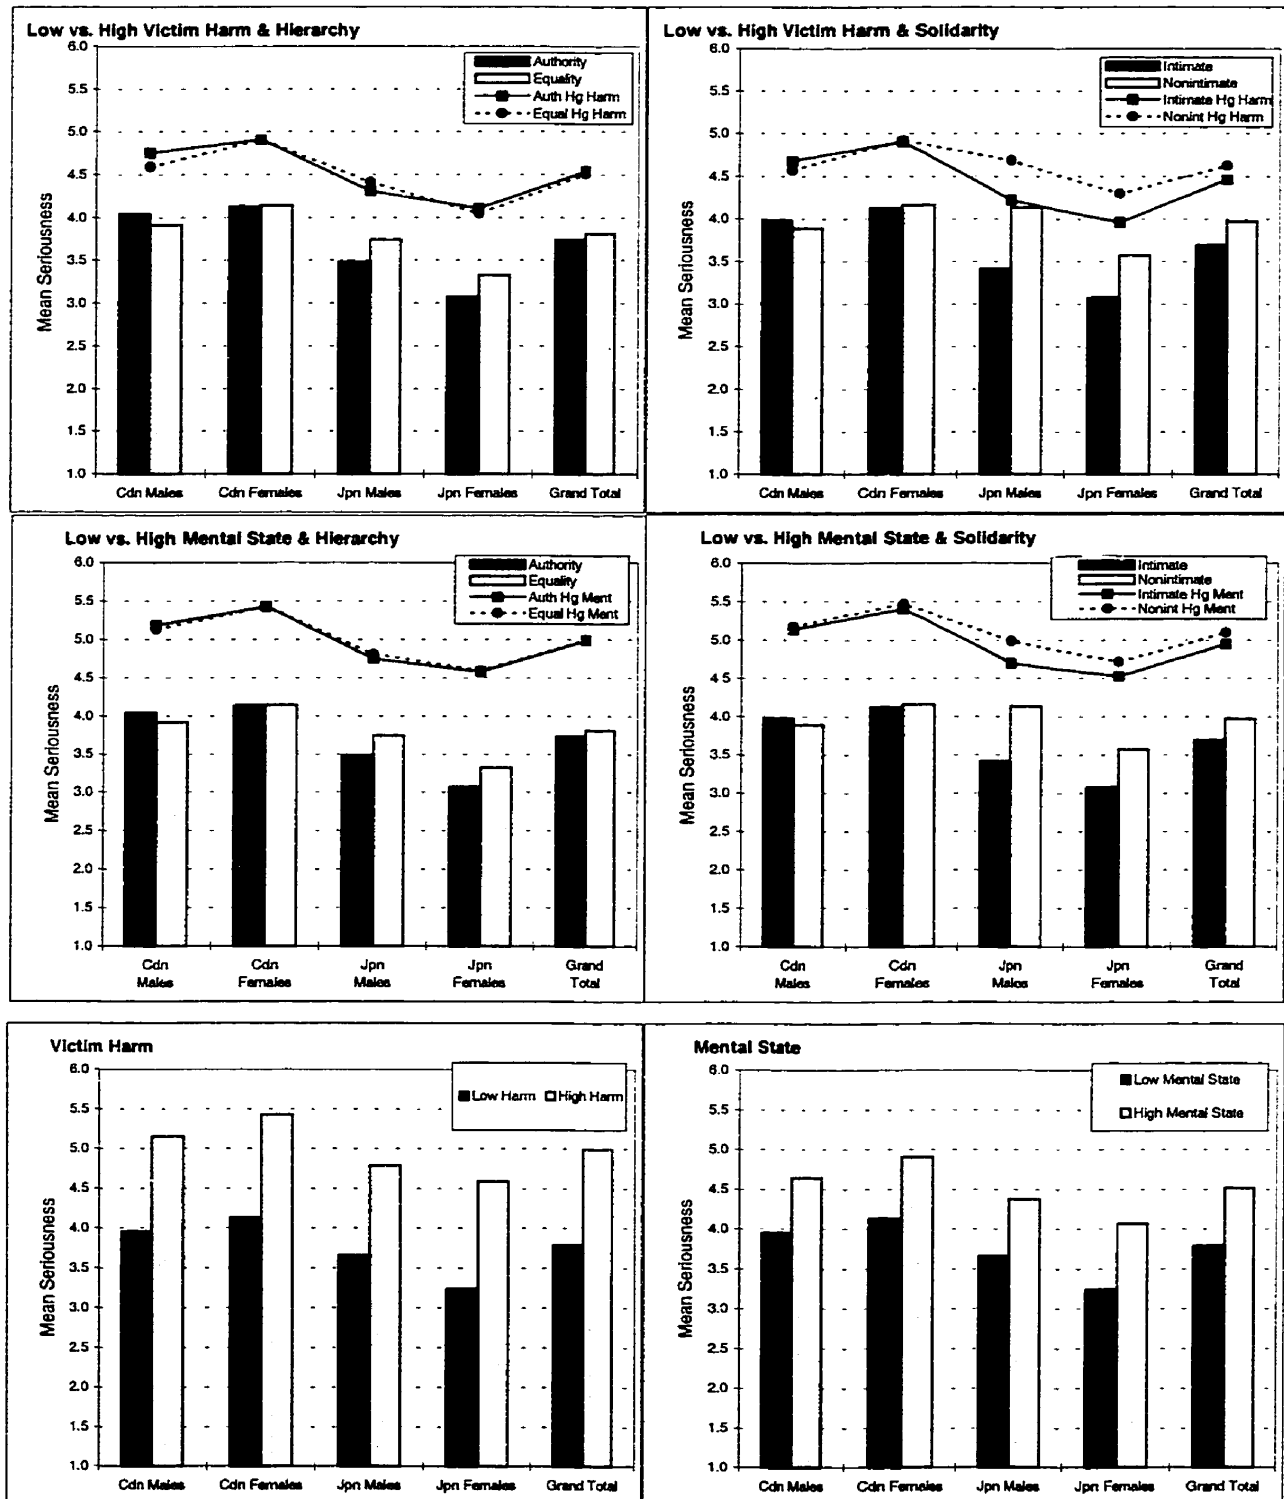 Low vs. High Victim Harm & Hierarchy
6.0
5.5
5.0
4.5
4.0
3.5
3.0
2.5
2.0
1.5
1.0
Mean Seriousness
Authority
Equality
Auth Hg Harm
Equal Hg Harm
Cdn Males Cdn Females Jpn Males Jpn Females Grand Total
Low vs. High Victim Harm & Solidarity
6.0
5.5
5.0
4.5
4.0
3.5
3.0
2.5
2.0
1.5
1.0
Mean Seriousness
Intimate
Nonintimate
Intimate Hg Harm
Nonint Hg Harm
Cdn Males Cdn Females Jpn Males Jpn Females Grand Total
Low vs. High Mental State & Hierarchy
6.0
5.5
5.0
4.5
4.0
3.5
3.0
2.5
2.0
1.5
1.0
Mean Seriousness
Authority
Equality
Auth Hg Ment
Equal Hg Ment
Cdn Cdn Jpn Jpn Grand
Males Females Males Females Total
Low vs. High Mental State & Solidarity
6.0
5.5
5.0
4.5
4.0
3.5
3.0
2.5
2.0
1.5
1.0
Mean Seriousness
Intimate
Nonintimate
Intimate Hg Ment
Nonint Hg Ment
Cdn Cdn Jpn Jpn Grand
Males Females Males Females Total
Victim Harm
6.0
5.5
5.0
4.5
4.0
3.5
3.0
2.5
2.0
1.5
1.0
Mean Seriousness
Low Harm High Harm
Cdn Males Cdn Females Jpn Males Jpn Females Grand Total
Mental State
6.0
5.5
5.0
4.5
4.0
3.5
3.0
2.5
2.0
1.5
1.0
Mean Seriousness
Low Mental State
High Mental State
Cdn Males Cdn Females Jpn Males Jpn Females Grand Total